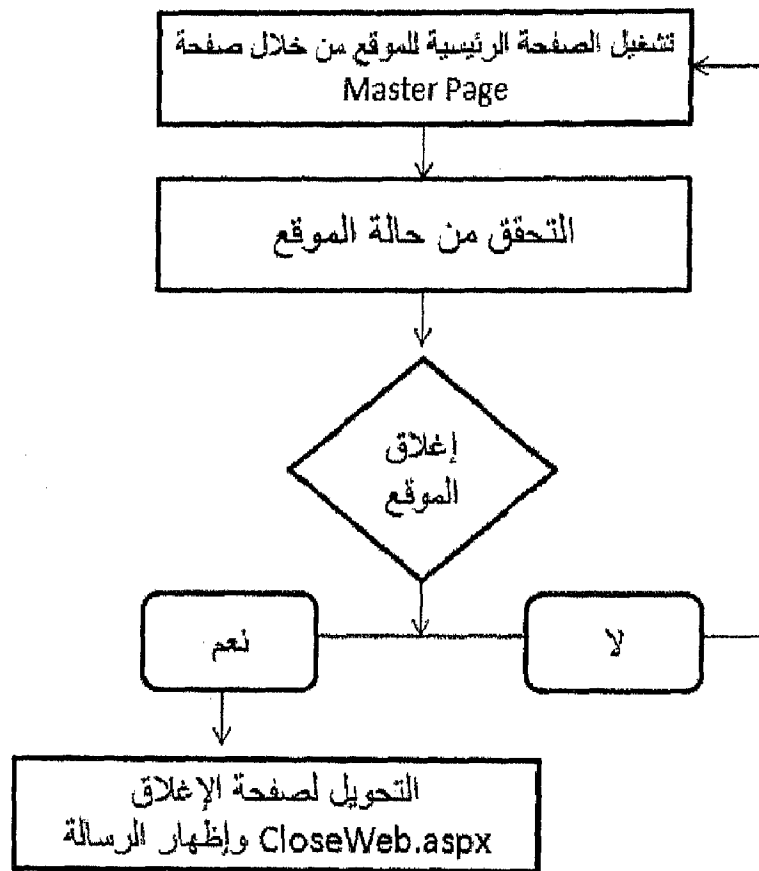 تشغيل الصفحة الرئيسية للموقع من خلال صفحة
Master Page
التحقق من حالة الموقع
إغلاق
الموقع
لا
نعم
التحويل لصفحة الإغلاق
CloseWeb.aspx وإظهار الرسالة